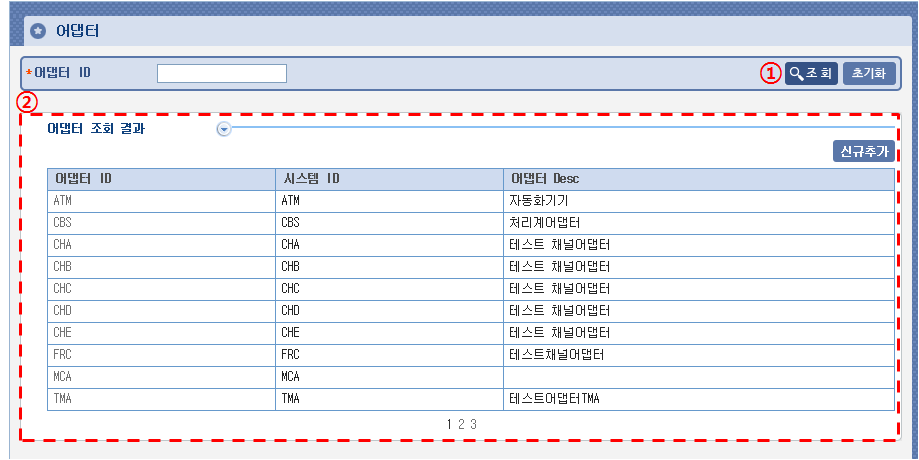 어댑터
*어댑터 ID ① 조회 초기화
②
어댑터 조회 결과
신규추가
어댑터 ID 시스템 ID 어댑터 Desc
ATM ATM 자동화기기
CBS CBS 처리계어댑터
CHA CHA 테스트 채널어댑터
CHB CHB 테스트 채널어댑터
CHC CHC 테스트 채널어댑터
CHD CHD 테스트 채널어댑터
CHE CHE 테스트 채널어댑터
FRC FRC 테스트채널어댑터
MCA MCA
TMA TMA 테스트어댑터TMA
1 2 3